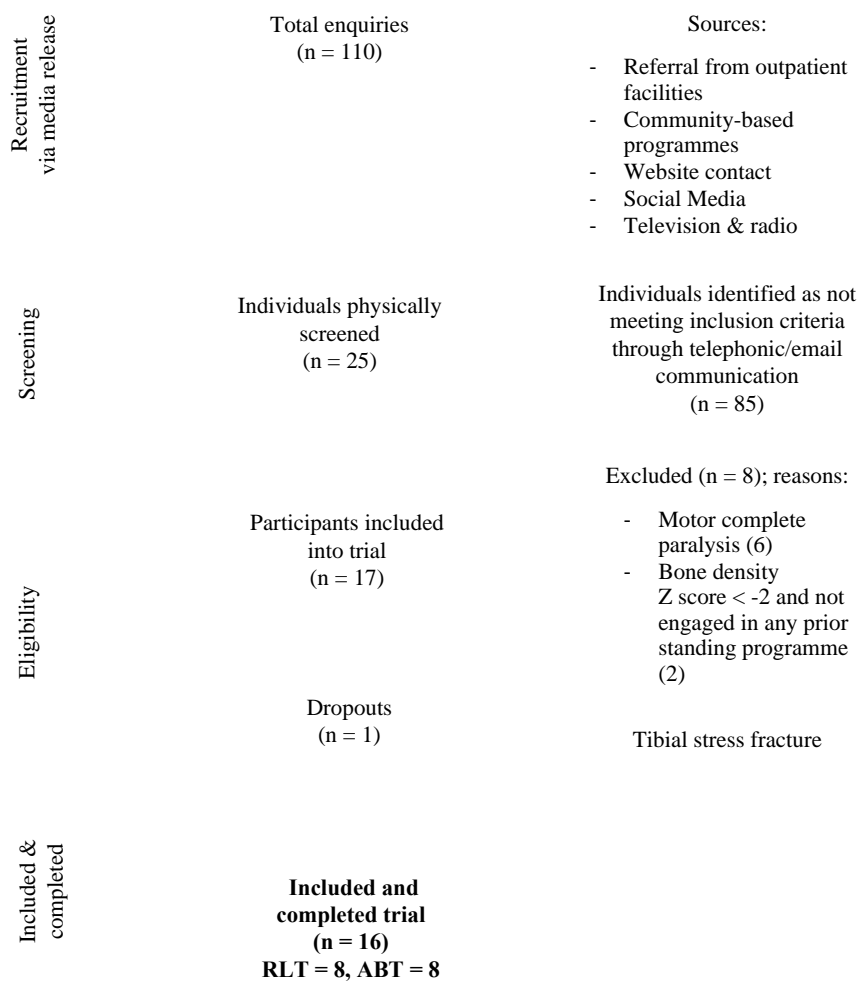 Recruitment
via media release
Total enquiries
(n = 110)
Sources:
- Referral from outpatient
facilities
- Community-based
programmes
- Website contact
- Social Media
- Television & radio
Screening
Individuals physically
screened
(n = 25)
Individuals identified as not
meeting inclusion criteria
through telephonic/email
communication
(n = 85)
Eligibility
Participants included
into trial
(n = 17)
Excluded (n = 8); reasons:
- Motor complete
paralysis (6)
- Bone density
Z score < -2 and not
engaged in any prior
standing programme
(2)
Dropouts
(n = 1)
Tibial stress fracture
Included &
completed
Included and
completed trial
(n = 16)
RLT = 8, ABT = 8